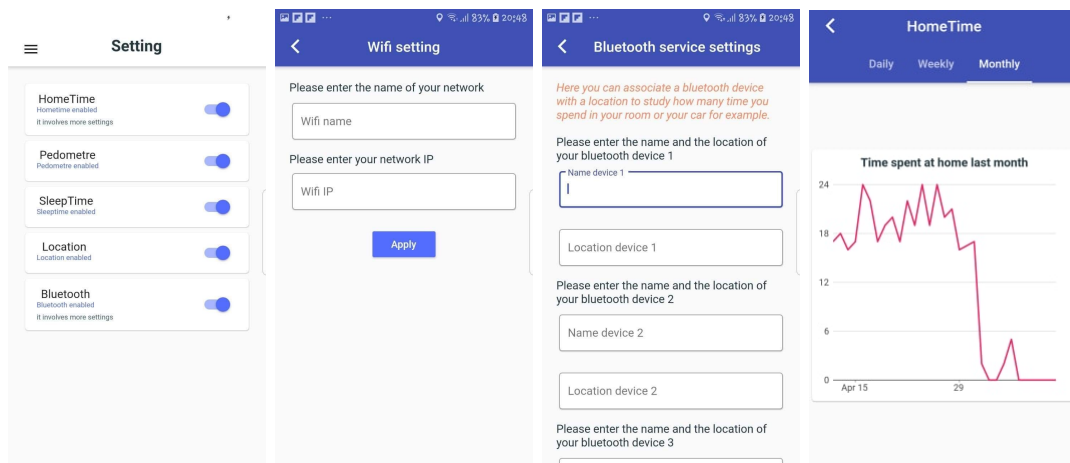 Setting
HomeTime
Hometime enabled
it involves more settings
Pedometre
Pedometre enabled
SleepTime
Sleeptime enabled
Location
Location enabled
Bluetooth
Bluetooth enabled
it involves more settings
83% 20:48
Wifi setting
Please enter the name of your network
Wifi name
Please enter your network IP
Wifi IP
Apply
83% 20:48
Bluetooth service settings
Here you can associate a bluetooth device
with a location to study how many time you
spend in your room or your car for example.
Please enter the name and the location of
your bluetooth device 1
Name device 1
Location device 1
Please enter the name and the location of
your bluetooth device 2
Name device 2
Location device 2
Please enter the name and the location of
your bluetooth device 3
HomeTime
Daily Weekly Monthly
Time spent at home last month
24
18
12
6
0
Apr 15 29